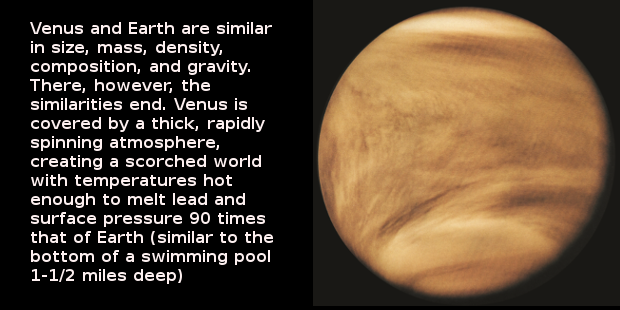 Venus and Earth are similar
in size, mass, density,
composition, and gravity.
There, however, the
similarities end. Venus is
covered by a thick, rapidly
spinning atmosphere,
creating a scorched world
with temperatures hot
enough to melt lead and
surface pressure 90 times
that of Earth (similar to the
bottom of a swimming pool
1-1/2 miles deep)